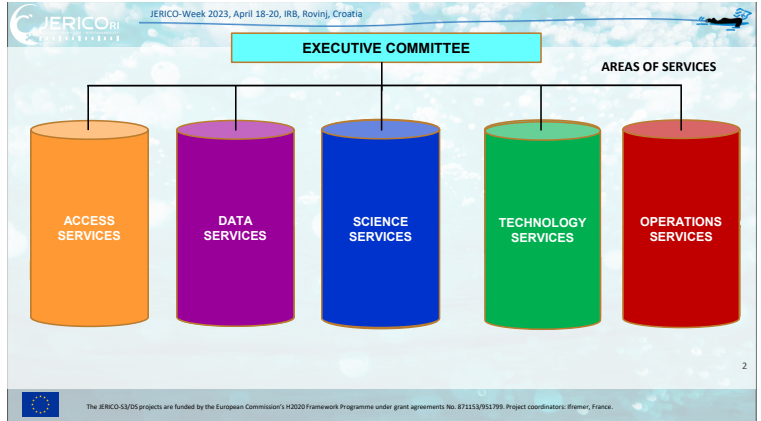 JERICO RI
JERICO-Week 2023, April 18-20, IRB, Rovinj, Croatia
EXECUTIVE COMMITTEE
AREAS OF SERVICES
ACCESS
SERVICES
DATA
SERVICES
SCIENCE
SERVICES
TECHNOLOGY
SERVICES
OPERATIONS
SERVICES
2
The JERICO-S3/DS projects are funded by the European Commission's H2020 Framework Programme under grant agreements No. 871153/951799. Project coordinators: Ifremer, France.